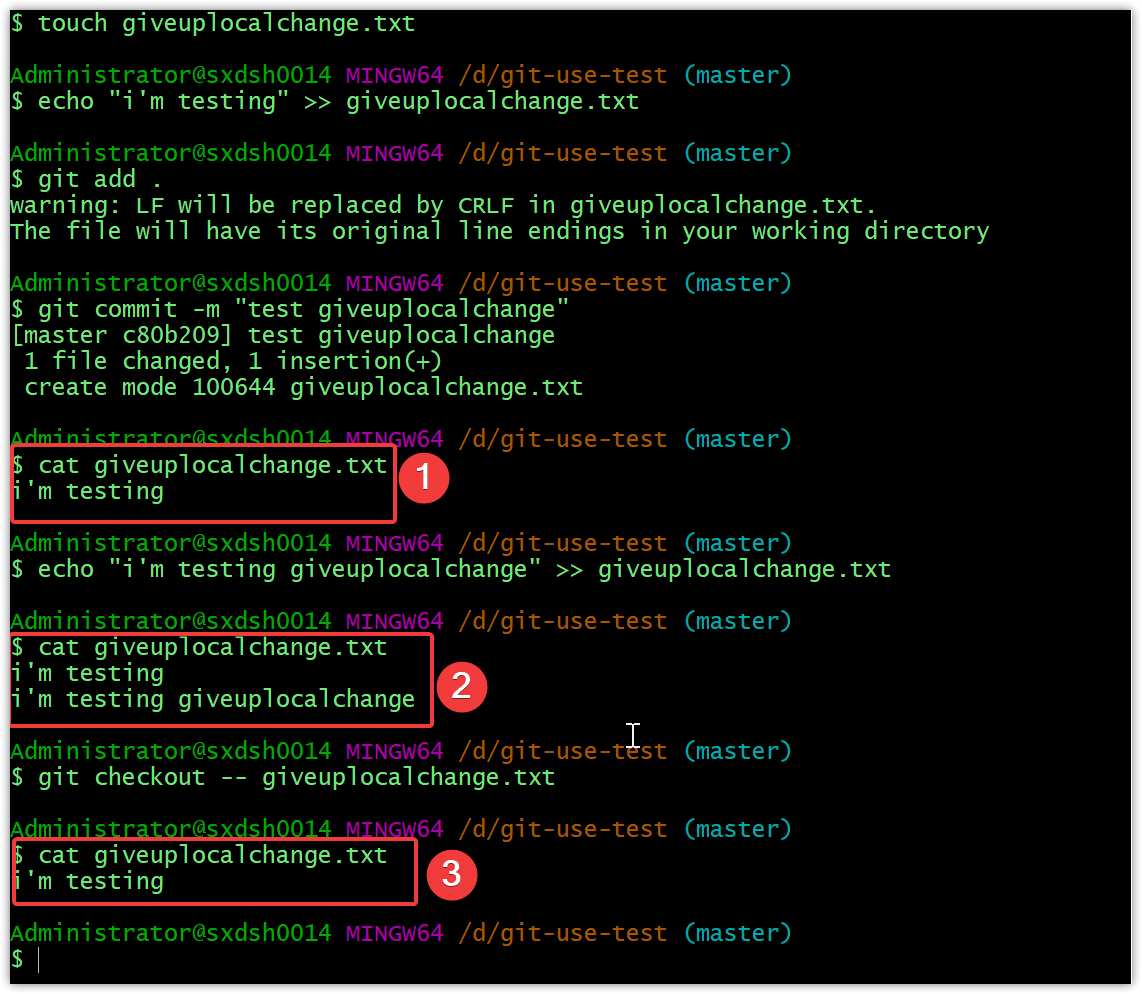 $ touch giveuplocalchange.txt
Administrator@sxdsh0014 MINGW64 /d/git-use-test (master)
$ echo "i'm testing" >> giveuplocalchange.txt
Administrator@sxdsh0014 MINGW64 /d/git-use-test (master)
$ git add .
warning: LF will be replaced by CRLF in giveuplocalchange.txt.
The file will have its original line endings in your working directory
Administrator@sxdsh0014 MINGW64 /d/git-use-test (master)
$ git commit -m "test giveuplocalchange"
[master c80b209] test giveuplocalchange
1 file changed, 1 insertion(+)
create mode 100644 giveuplocalchange.txt
Administrator@sxdsh0014 MINGW64 /d/git-use-test (master)
$ cat giveuplocalchange.txt
i'm testing
1
Administrator@sxdsh0014 MINGW64 /d/git-use-test (master)
$ echo "i'm testing giveuplocalchange" >> giveuplocalchange.txt
Administrator@sxdsh0014 MINGW64 /d/git-use-test (master)
$ cat giveuplocalchange.txt
i'm testing
i'm testing giveuplocalchange
2
Administrator@sxdsh0014 MINGW64 /d/git-use-test (master)
$ git checkout -- giveuplocalchange.txt
Administrator@sxdsh0014 MINGW64 /d/git-use-test (master)
$ cat giveuplocalchange.txt
i'm testing
3
Administrator@sxdsh0014 MINGW64 /d/git-use-test (master)
$